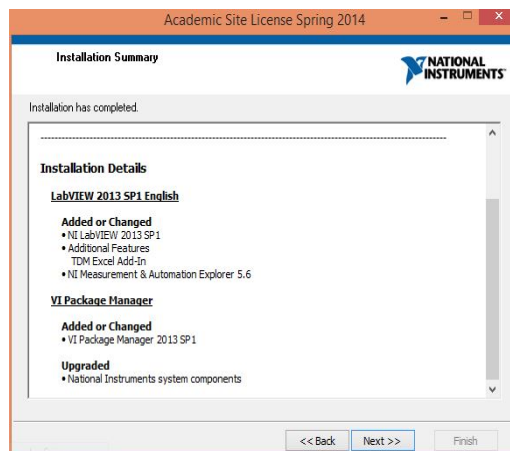 Academic Site License Spring 2014
Installation Summary
NATIONAL
INSTRUMENTS
Installation has completed.
Installation Details
LabVIEW 2013 SP1 English
Added or Changed
• NI LabVIEW 2013 SP1
• Additional Features
TDM Excel Add-In
• NI Measurement & Automation Explorer 5.6
VI Package Manager
Added or Changed
• VI Package Manager 2013 SP1
Upgraded
• National Instruments system components
<< Back Next >> Finish